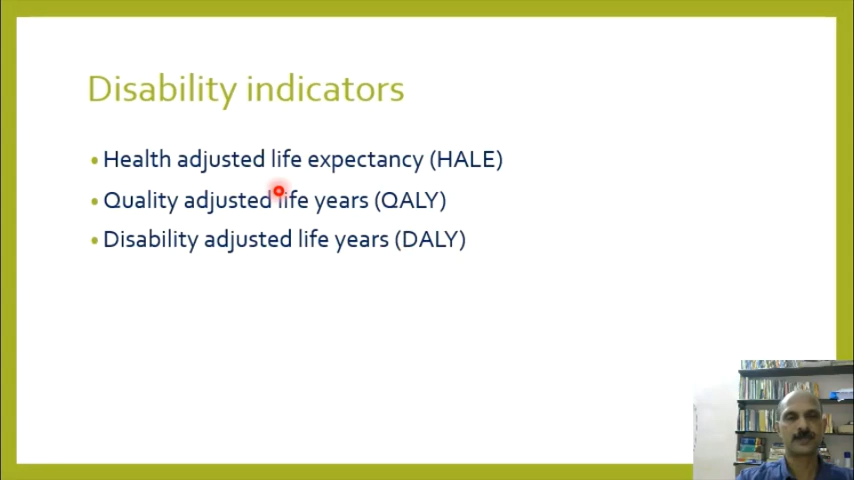 Disability indicators
• Health adjusted life expectancy (HALE)
• Quality adjusted life years (QALY)
• Disability adjusted life years (DALY)